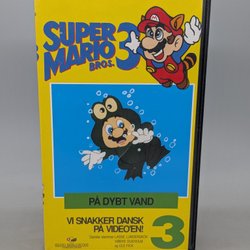 SUPER
MARIO 3
BROS.
PÅ DYBT VAND
VI SNAKKER DANSK
PÅ VIDEO'EN!
3